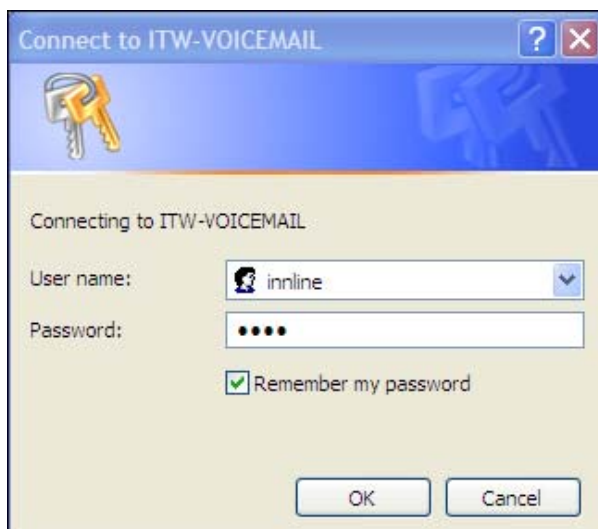 Connect to ITW-VOICEMAIL
?
Connecting to ITW-VOICEMAIL
User name: innline
Password: ••••
Remember my password
OK Cancel